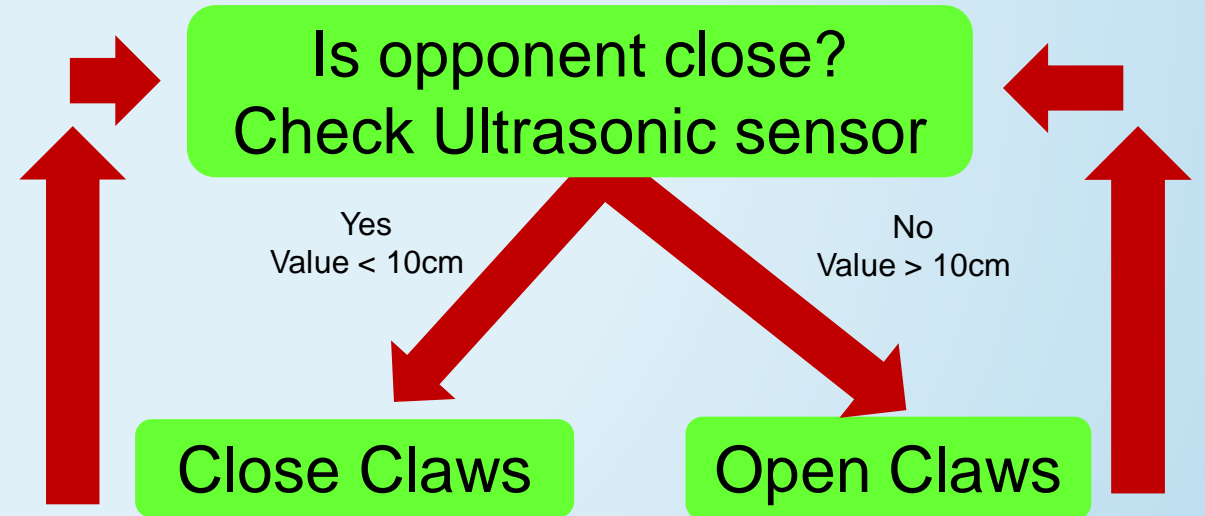 Is opponent close?
Check Ultrasonic sensor
Yes
Value < 10cm
No
Value > 10cm
Close Claws
Open Claws